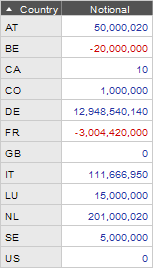 ▲ Country Notional
AT 50,000,020
BE -20,000,000
CA 10
CO 1,000,000
DE 12,948,540,140
FR -3,004,420,000
GB 0
IT 111,666,950
LU 15,000,000
NL 201,000,020
SE 5,000,000
US 0